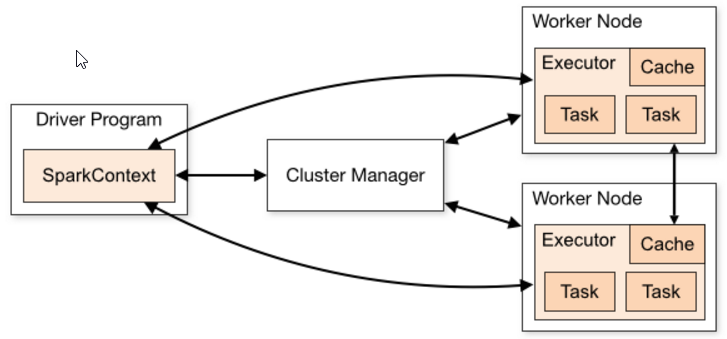 Driver Program
SparkContext
Cluster Manager
Worker Node
Executor
Cache
Task
Task
Worker Node
Executor
Cache
Task
Task